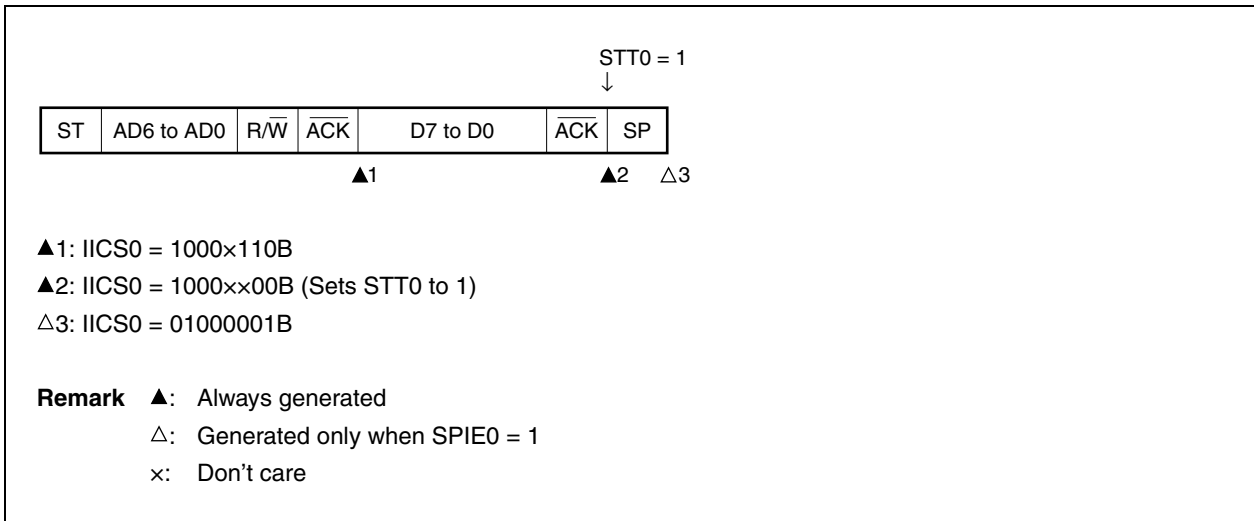 STT0 = 1
↓
ST AD6 to AD0 R/W̅ A̅C̅K̅ D7 to D0 A̅C̅K̅ SP
▲1 ▲2 △3
▲1: IICS0 = 1000×110B
▲2: IICS0 = 1000××00B (Sets STT0 to 1)
△3: IICS0 = 01000001B
Remark ▲: Always generated
△: Generated only when SPIE0 = 1
×: Don't care